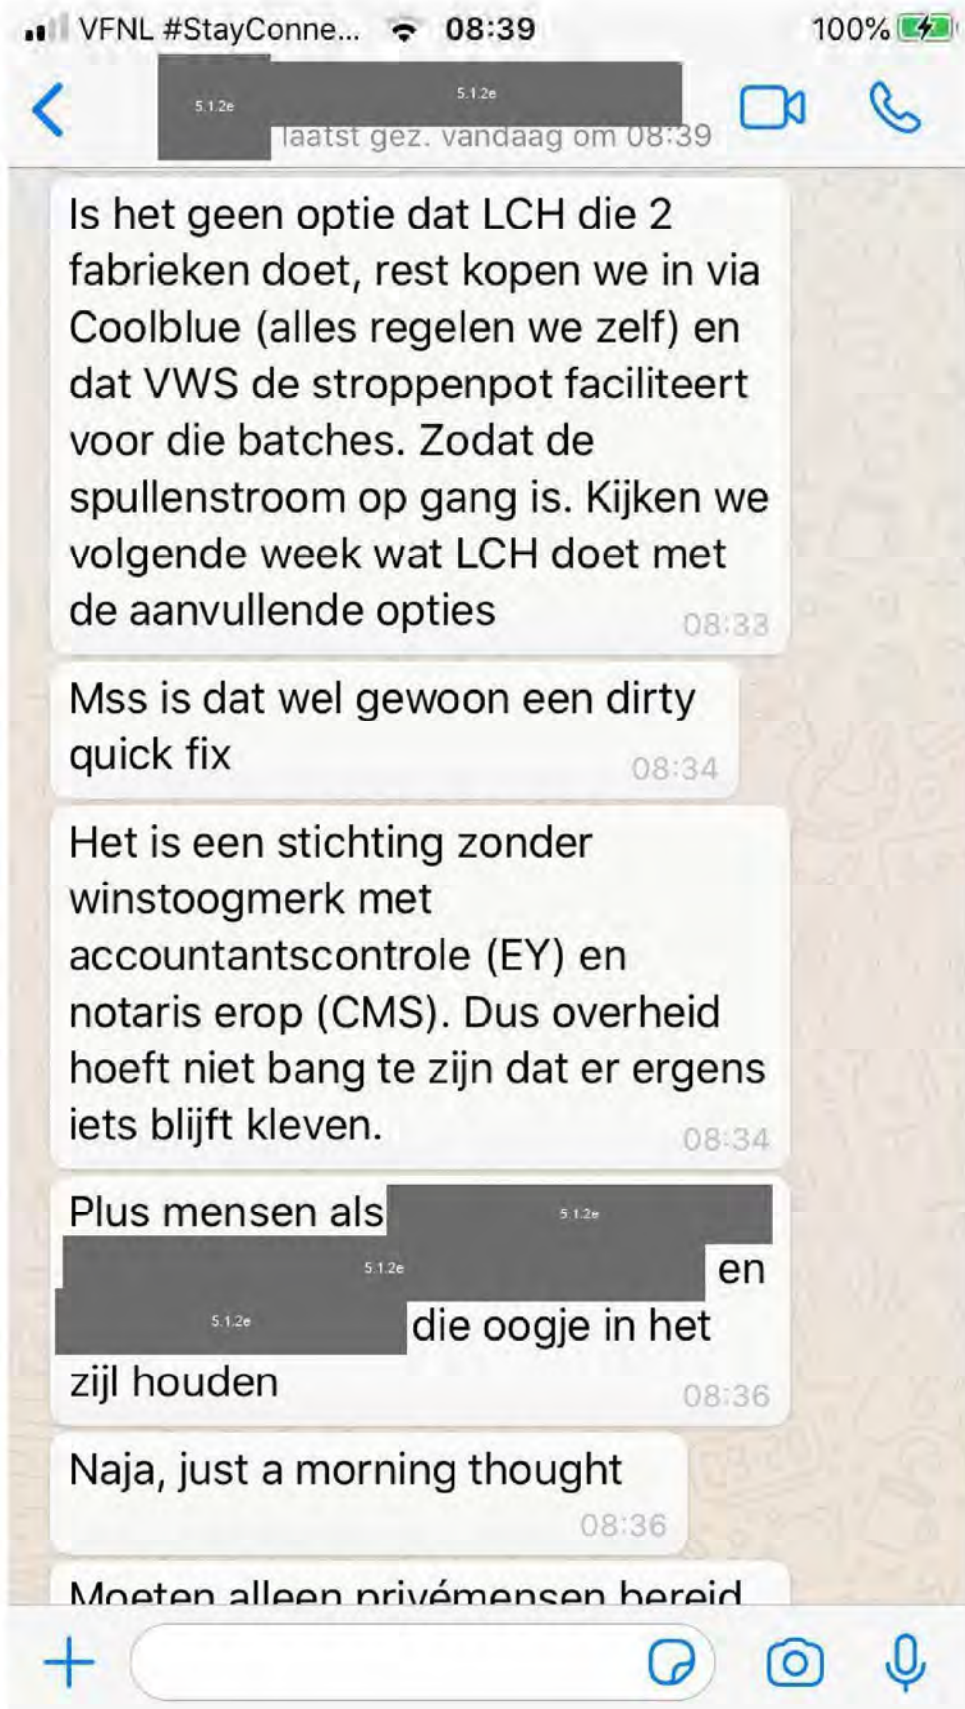 VFNL #StayConne... 08:39 100%
5.1.2e
5.1.2e
laatst gez. vandaag om 08:39
Is het geen optie dat LCH die 2
fabrieken doet, rest kopen we in via
Coolblue (alles regelen we zelf) en
dat VWS de stroppenpot faciliteert
voor die batches. Zodat de
spullenstroom op gang is. Kijken we
volgende week wat LCH doet met
de aanvullende opties 08:33
Mss is dat wel gewoon een dirty
quick fix 08:34
Het is een stichting zonder
winstoogmerk met
accountantscontrole (EY) en
notaris erop (CMS). Dus overheid
hoeft niet bang te zijn dat er ergens
iets blijft kleven. 08:34
Plus mensen als 5.1.2e
5.1.2e en
5.1.2e die oogje in het
zijl houden 08:36
Naja, just a morning thought
08:36
Moeten alleen privémensen bereid